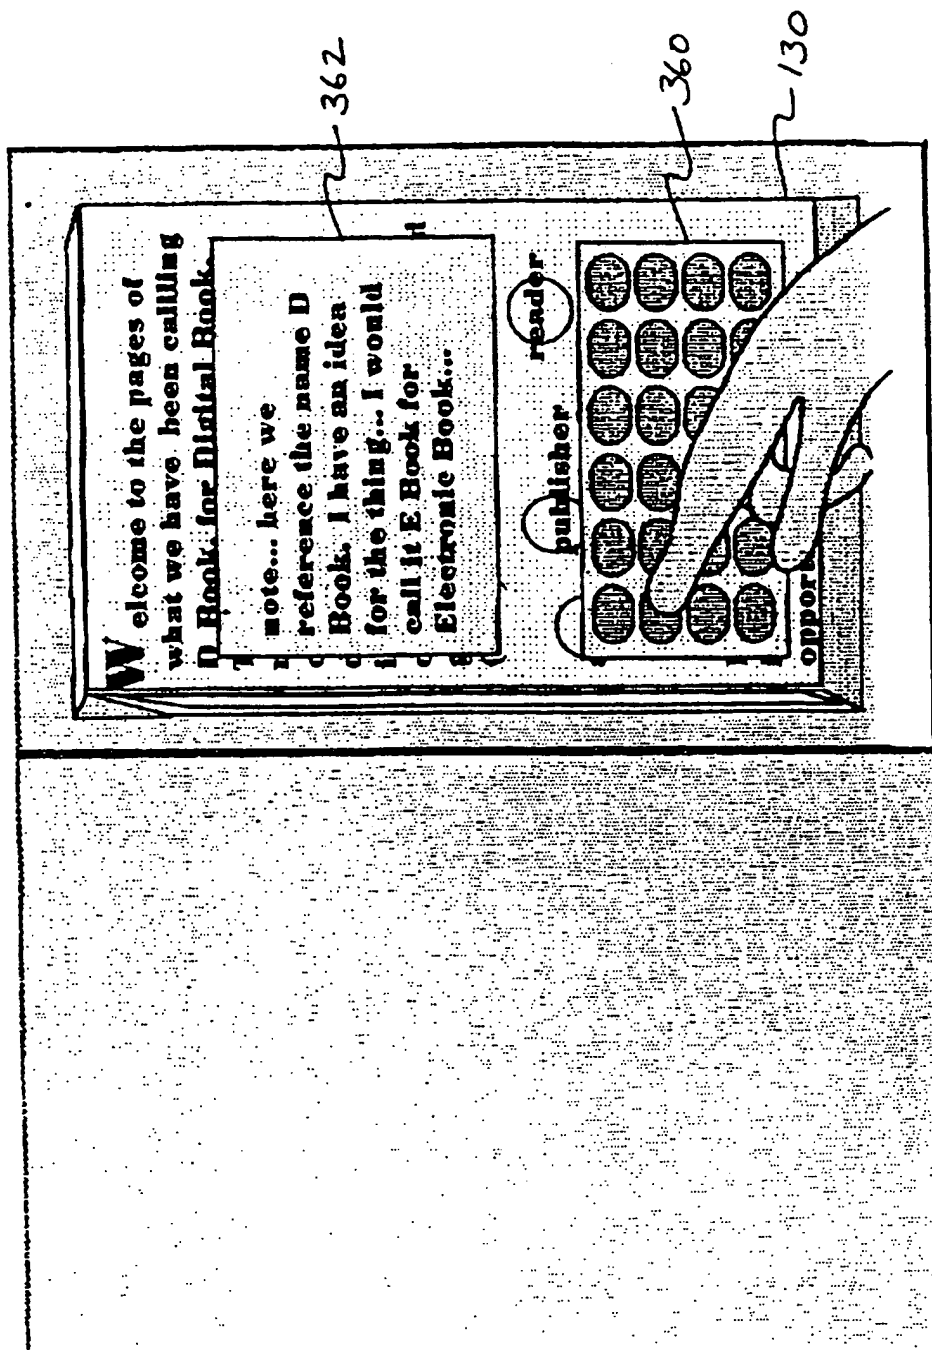 Welcome to the pages of
what we have been callling
D Book, for Digital Book.
note... here we
reference the name D
Book. I have an idea
for the thing... I would
call it E Book for
Electronic Book...
publisher
reader
oppor
362
360
130